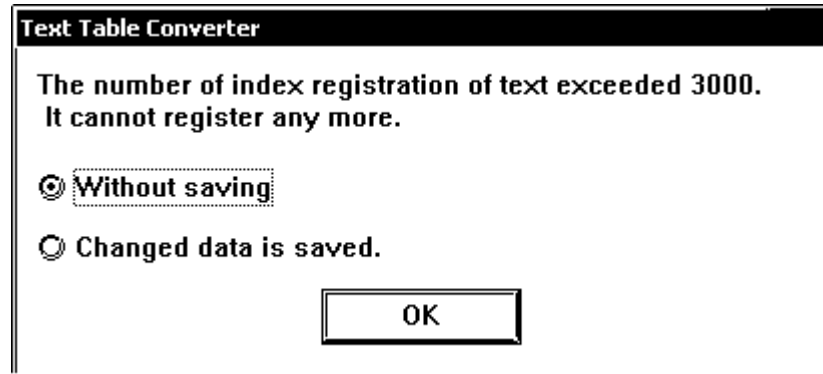 Text Table Converter
The number of index registration of text exceeded 3000.
It cannot register any more.
Without saving
Changed data is saved.
OK